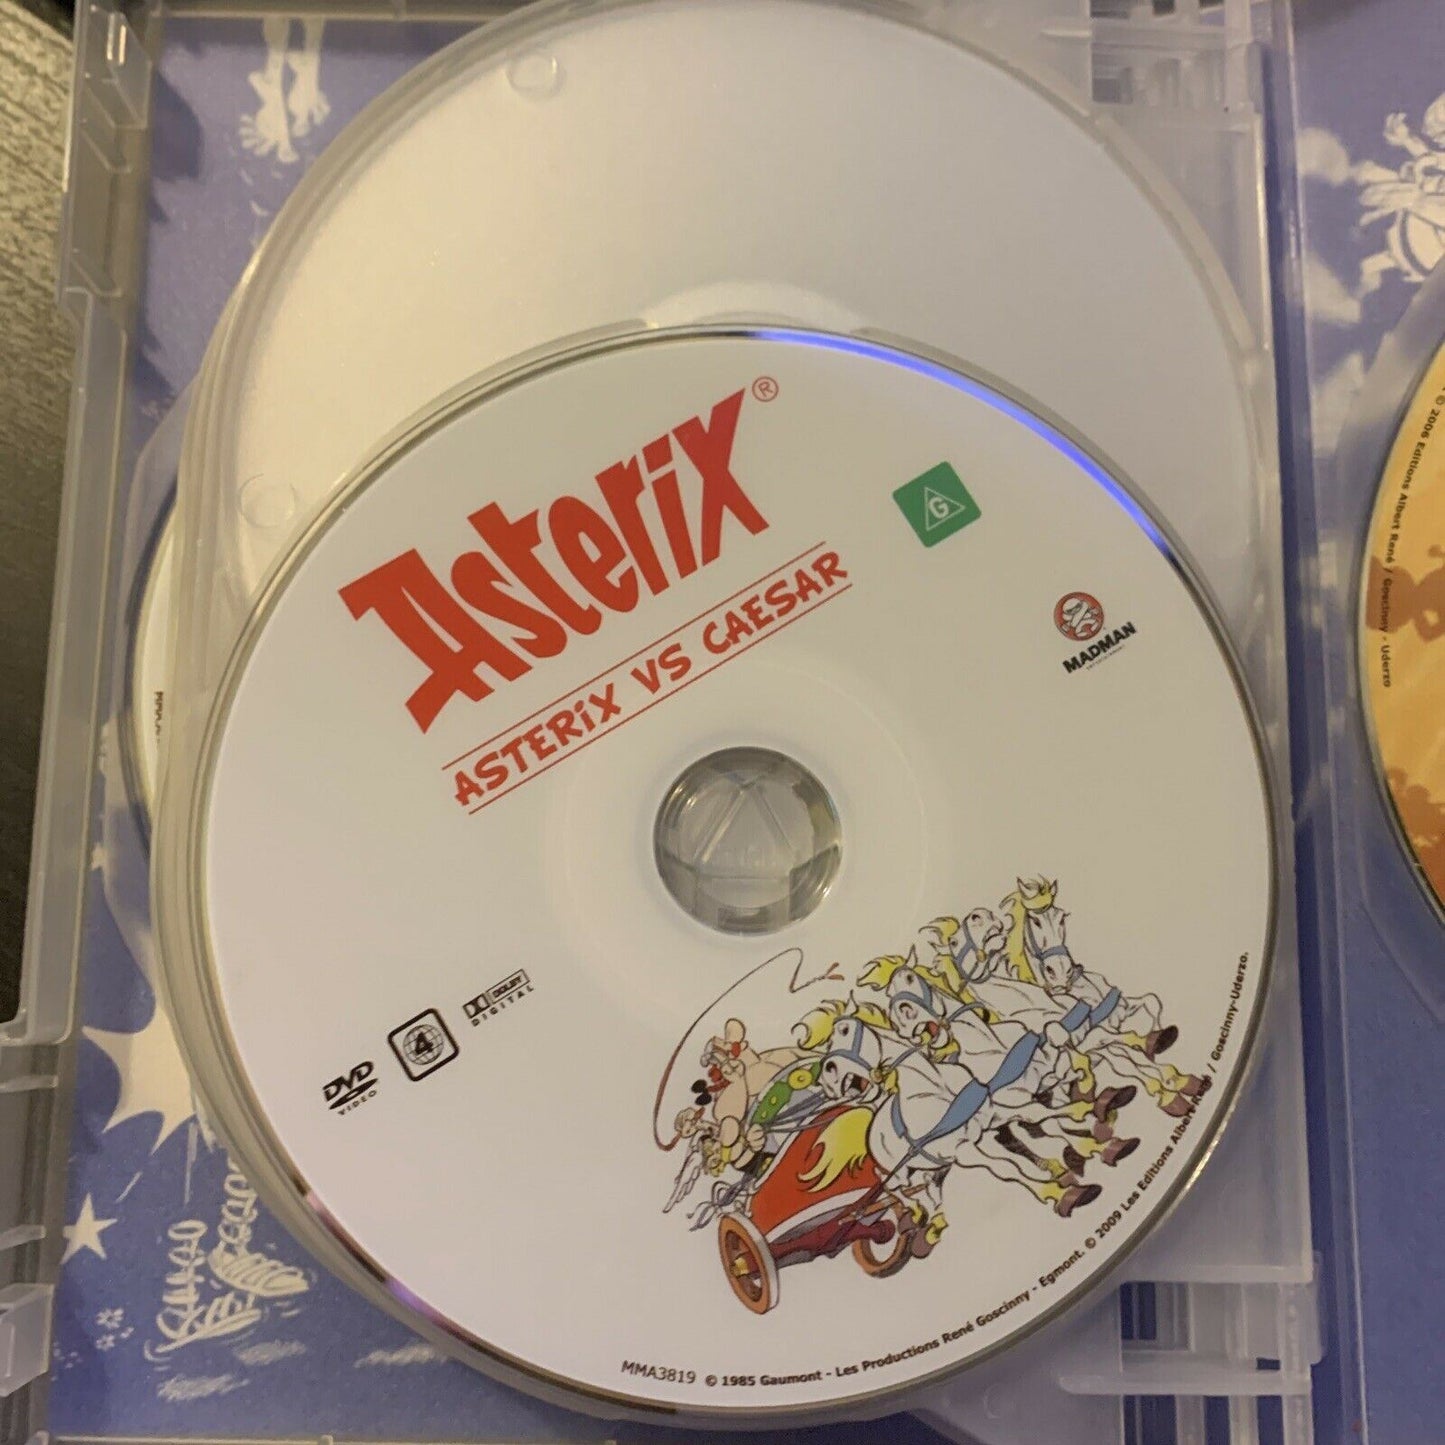 Asterix®
ASTERiX VS CAESAR
G
MADMAN
ENTERTAINMENT
DVD
VIDEO
4
DOLBY
DIGITAL
MMA3819 © 1985 Gaumont - Les Productions René Goscinny - Egmont. © 2009 Les Editions Albert René / Goscinny-Uderzo.
© 2006 Editions Albert René / Goscinny - Uderzo